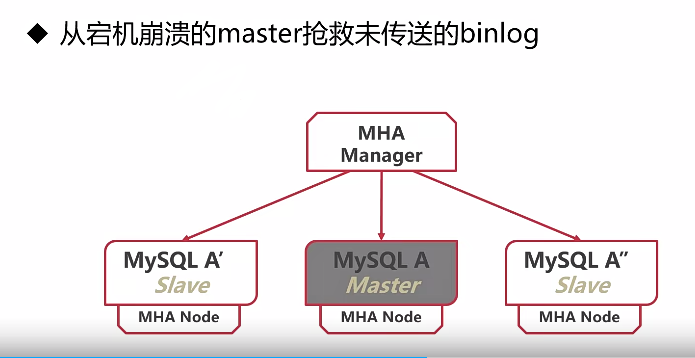 ◆ 从宕机崩溃的master抢救未传送的binlog
MHA
Manager
MySQL A′
Slave
MHA Node
MySQL A
Master
MHA Node
MySQL A″
Slave
MHA Node